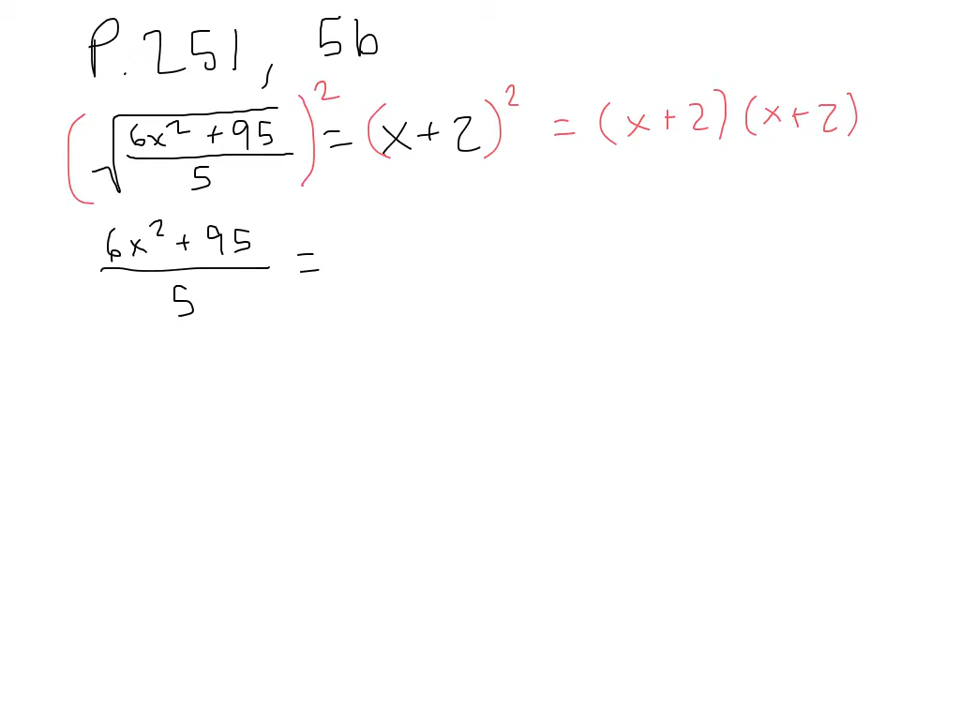 P. 251, 5b
(√((6x² + 95)/5))² = (x + 2)² = (x + 2)(x + 2)
(6x² + 95)/5 =